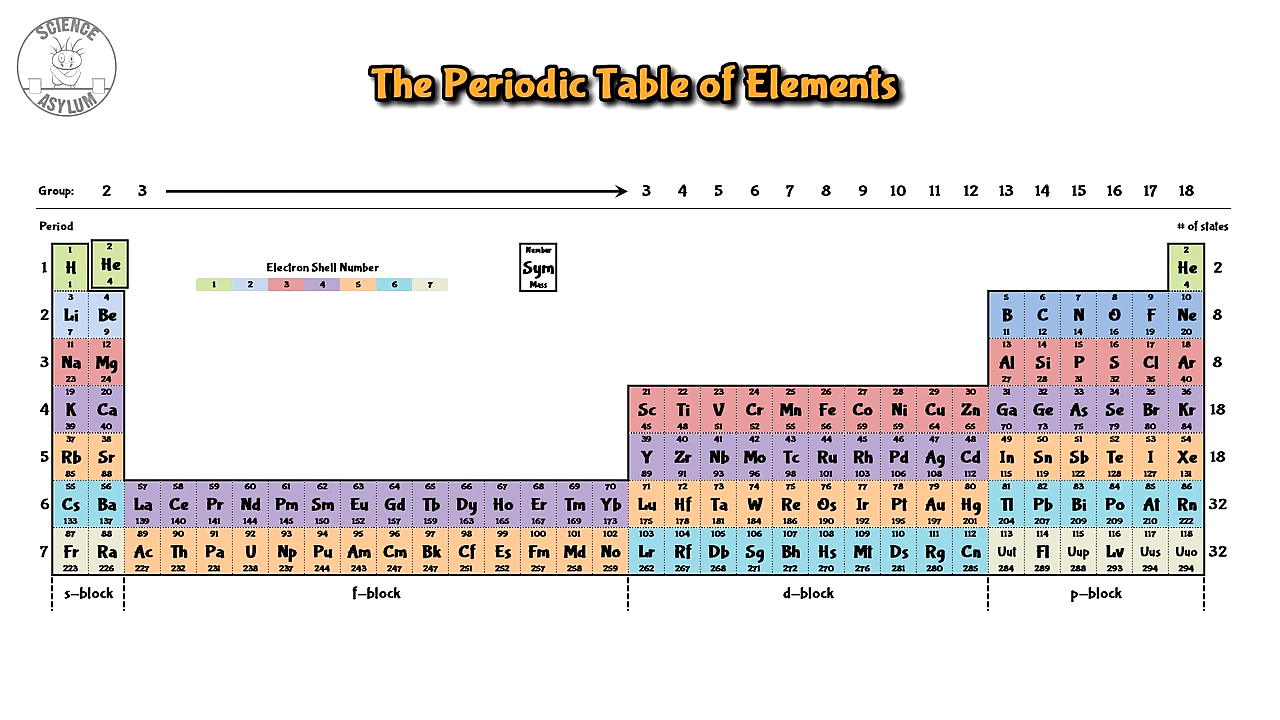 SCIENCE
ASYLUM
The Periodic Table of Elements
Group: 2 3 3 4 5 6 7 8 9 10 11 12 13 14 15 16 17 18
Period # of states
1 2 2
1 H He Electron Shell Number Number Sym Mass He 2
1 4 1 2 3 4 5 6 7 4
3 4 5 6 7 8 9 10
2 Li Be B C N O F Ne 8
7 9 11 12 14 16 19 20
11 12 13 14 15 16 17 18
3 Na Mg Al Si P S Cl Ar 8
23 24 27 28 31 32 35 40
19 20 21 22 23 24 25 26 27 28 29 30 31 32 33 34 35 36
4 K Ca Sc Ti V Cr Mn Fe Co Ni Cu Zn Ga Ge As Se Br Kr 18
39 40 45 48 51 52 55 56 59 59 64 65 70 73 75 79 80 84
37 38 39 40 41 42 43 44 45 46 47 48 49 50 51 52 53 54
5 Rb Sr Y Zr Nb Mo Tc Ru Rh Pd Ag Cd In Sn Sb Te I Xe 18
85 88 89 91 93 96 98 101 103 106 108 112 115 119 122 128 127 131
55 56 57 58 59 60 61 62 63 64 65 66 67 68 69 70 71 72 73 74 75 76 77 78 79 80 81 82 83 84 85 86
6 Cs Ba La Ce Pr Nd Pm Sm Eu Gd Tb Dy Ho Er Tm Yb Lu Hf Ta W Re Os Ir Pt Au Hg Tl Pb Bi Po At Rn 32
133 137 139 140 141 144 145 150 152 157 159 163 165 167 169 173 175 178 181 184 186 190 192 195 197 201 204 207 209 209 210 222
87 88 89 90 91 92 93 94 95 96 97 98 99 100 101 102 103 104 105 106 107 108 109 110 111 112 113 114 115 116 117 118
7 Fr Ra Ac Th Pa U Np Pu Am Cm Bk Cf Es Fm Md No Lr Rf Db Sg Bh Hs Mt Ds Rg Cn Uut Fl Uup Lv Uus Uuo 32
223 226 227 232 231 238 237 244 243 247 247 251 252 257 258 259 262 267 268 271 272 270 276 281 280 285 284 289 288 293 294 294
s-block f-block d-block p-block